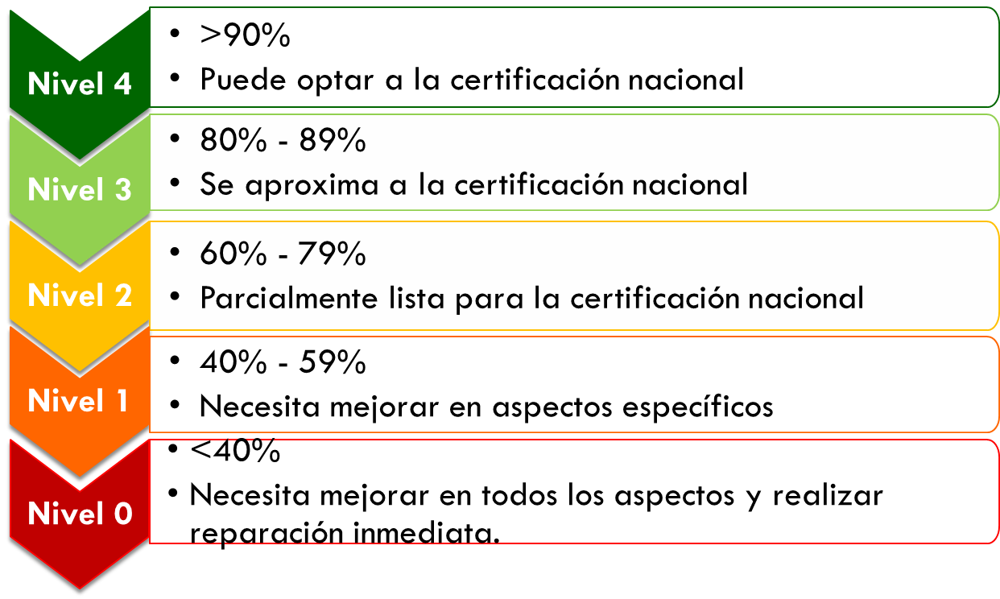 Nivel 4
• >90%
• Puede optar a la certificación nacional
Nivel 3
• 80% - 89%
• Se aproxima a la certificación nacional
Nivel 2
• 60% - 79%
• Parcialmente lista para la certificación nacional
Nivel 1
• 40% - 59%
• Necesita mejorar en aspectos específicos
Nivel 0
• <40%
• Necesita mejorar en todos los aspectos y realizar
reparación inmediata.